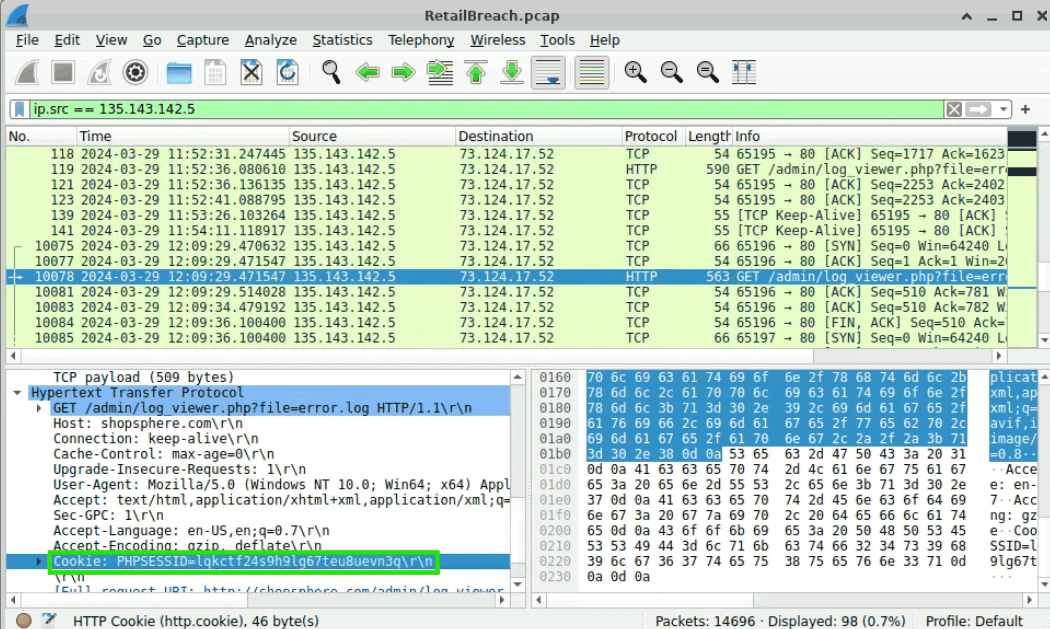 RetailBreach.pcap
File Edit View Go Capture Analyze Statistics Telephony Wireless Tools Help
ip.src == 135.143.142.5
No. Time Source Destination Protocol Length Info
118 2024-03-29 11:52:31.247445 135.143.142.5 73.124.17.52 TCP 54 65195 → 80 [ACK] Seq=1717 Ack=1623
119 2024-03-29 11:52:36.080610 135.143.142.5 73.124.17.52 HTTP 590 GET /admin/log_viewer.php?file=erro
121 2024-03-29 11:52:36.136135 135.143.142.5 73.124.17.52 TCP 54 65195 → 80 [ACK] Seq=2253 Ack=2402
123 2024-03-29 11:52:41.088795 135.143.142.5 73.124.17.52 TCP 54 65195 → 80 [ACK] Seq=2253 Ack=2403
139 2024-03-29 11:53:26.103264 135.143.142.5 73.124.17.52 TCP 55 [TCP Keep-Alive] 65195 → 80 [ACK]
141 2024-03-29 11:54:11.118917 135.143.142.5 73.124.17.52 TCP 55 [TCP Keep-Alive] 65195 → 80 [ACK]
10075 2024-03-29 12:09:29.470632 135.143.142.5 73.124.17.52 TCP 66 65196 → 80 [SYN] Seq=0 Win=64240 L
10077 2024-03-29 12:09:29.471547 135.143.142.5 73.124.17.52 TCP 54 65196 → 80 [ACK] Seq=1 Ack=1 Win=2
10078 2024-03-29 12:09:29.471547 135.143.142.5 73.124.17.52 HTTP 563 GET /admin/log_viewer.php?file=erro
10081 2024-03-29 12:09:29.514028 135.143.142.5 73.124.17.52 TCP 54 65196 → 80 [ACK] Seq=510 Ack=781 W
10083 2024-03-29 12:09:34.479192 135.143.142.5 73.124.17.52 TCP 54 65196 → 80 [ACK] Seq=510 Ack=782 W
10084 2024-03-29 12:09:36.100400 135.143.142.5 73.124.17.52 TCP 54 65196 → 80 [FIN, ACK] Seq=510 Ack=
10085 2024-03-29 12:09:36.100400 135.143.142.5 73.124.17.52 TCP 66 65197 → 80 [SYN] Seq=0 Win=64240 L
TCP payload (509 bytes)
Hypertext Transfer Protocol
GET /admin/log_viewer.php?file=error.log HTTP/1.1\r\n
Host: shopsphere.com\r\n
Connection: keep-alive\r\n
Cache-Control: max-age=0\r\n
Upgrade-Insecure-Requests: 1\r\n
User-Agent: Mozilla/5.0 (Windows NT 10.0; Win64; x64) Appl
Accept: text/html,application/xhtml+xml,application/xml;q=
Sec-GPC: 1\r\n
Accept-Language: en-US,en;q=0.7\r\n
Accept-Encoding: gzip, deflate\r\n
Cookie: PHPSESSID=lqkctf24s9h9lg67teu8uevn3q\r\n
\r\n
[Full request URI: http://shopsphere.com/admin/log_viewer
0160 70 6c 69 63 61 74 69 6f 6e 2f 78 68 74 6d 6c 2b plicat
0170 78 6d 6c 2c 61 70 70 6c 69 63 61 74 69 6f 6e 2f xml,ap
0180 78 6d 6c 3b 71 3d 30 2e 39 2c 69 6d 61 67 65 2f xml;q=
0190 61 76 69 66 2c 69 6d 61 67 65 2f 77 65 62 70 2c avif,i
01a0 69 6d 61 67 65 2f 61 70 6e 67 2c 2a 2f 2a 3b 71 image/
01b0 3d 30 2e 38 0d 0a 53 65 63 2d 47 50 43 3a 20 31 =0.8··
01c0 0d 0a 41 63 63 65 70 74 2d 4c 61 6e 67 75 61 67 ··Acce
01d0 65 3a 20 65 6e 2d 55 53 2c 65 6e 3b 71 3d 30 2e e: en-
01e0 37 0d 0a 41 63 63 65 70 74 2d 45 6e 63 6f 64 69 7··Acc
01f0 6e 67 3a 20 67 7a 69 70 2c 20 64 65 66 6c 61 74 ng: gz
0200 65 0d 0a 43 6f 6f 6b 69 65 3a 20 50 48 50 53 45 e··Coo
0210 53 53 49 44 3d 6c 71 6b 63 74 66 32 34 73 39 68 SSID=l
0220 39 6c 67 36 37 74 65 75 38 75 65 76 6e 33 71 0d 9lg67t
0230 0a 0d 0a ···
HTTP Cookie (http.cookie), 46 byte(s)
Packets: 14696 · Displayed: 98 (0.7%)
Profile: Default